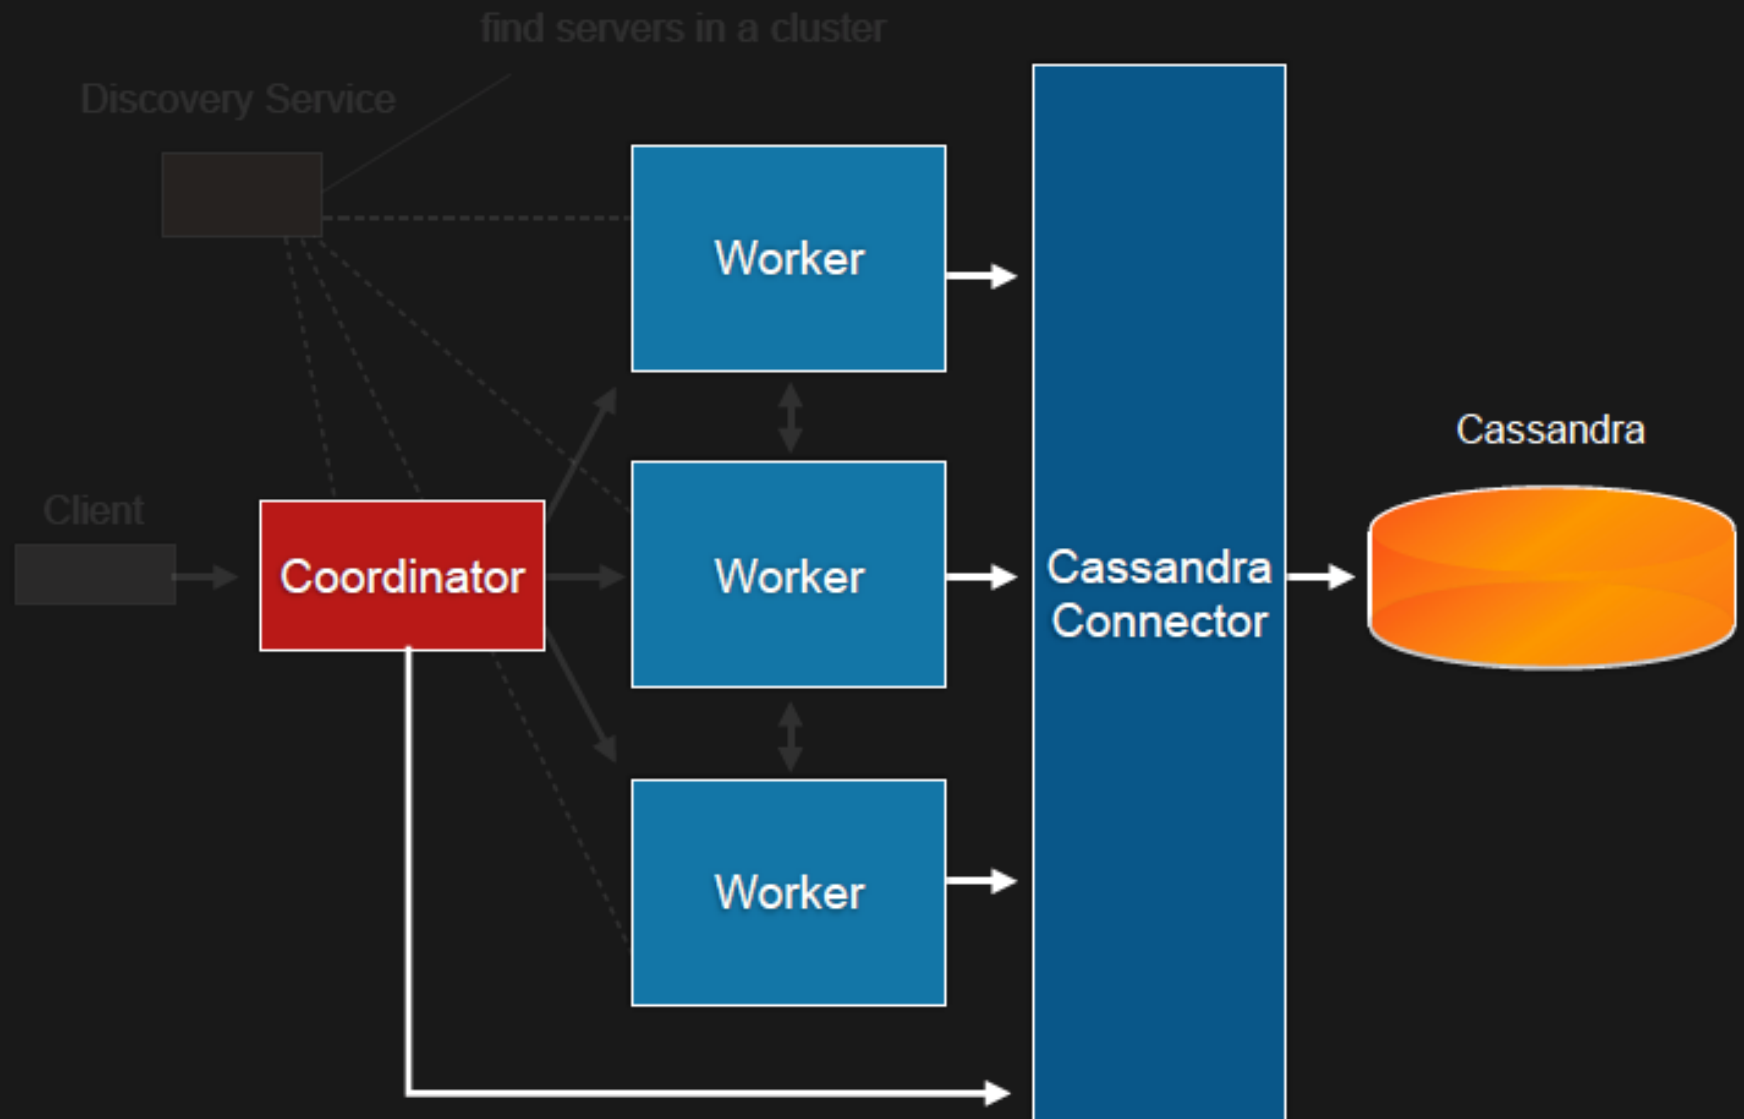 find servers in a cluster
Discovery Service
Worker
Cassandra
Client
Coordinator
Worker
Cassandra
Connector
Worker